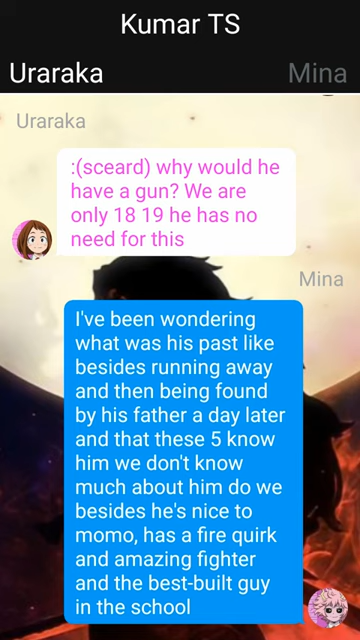 Kumar TS
Uraraka Mina
Uraraka
:(sceard) why would he
have a gun? We are
only 18 19 he has no
need for this
Mina
I've been wondering
what was his past like
besides running away
and then being found
by his father a day later
and that these 5 know
him we don't know
much about him do we
besides he's nice to
momo, has a fire quirk
and amazing fighter
and the best-built guy
in the school